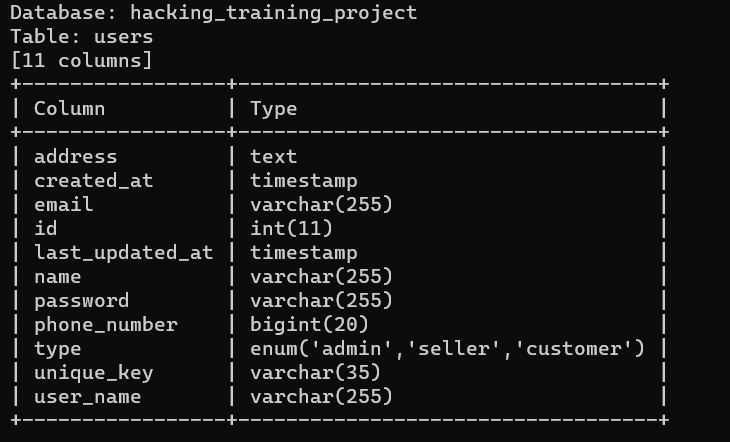 Database: hacking_training_project
Table: users
[11 columns]
+-----------------+-----------------------------------+
| Column          | Type                              |
+-----------------+-----------------------------------+
| address         | text                              |
| created_at      | timestamp                         |
| email           | varchar(255)                      |
| id              | int(11)                           |
| last_updated_at | timestamp                         |
| name            | varchar(255)                      |
| password        | varchar(255)                      |
| phone_number    | bigint(20)                        |
| type            | enum('admin','seller','customer') |
| unique_key      | varchar(35)                       |
| user_name       | varchar(255)                      |
+-----------------+-----------------------------------+